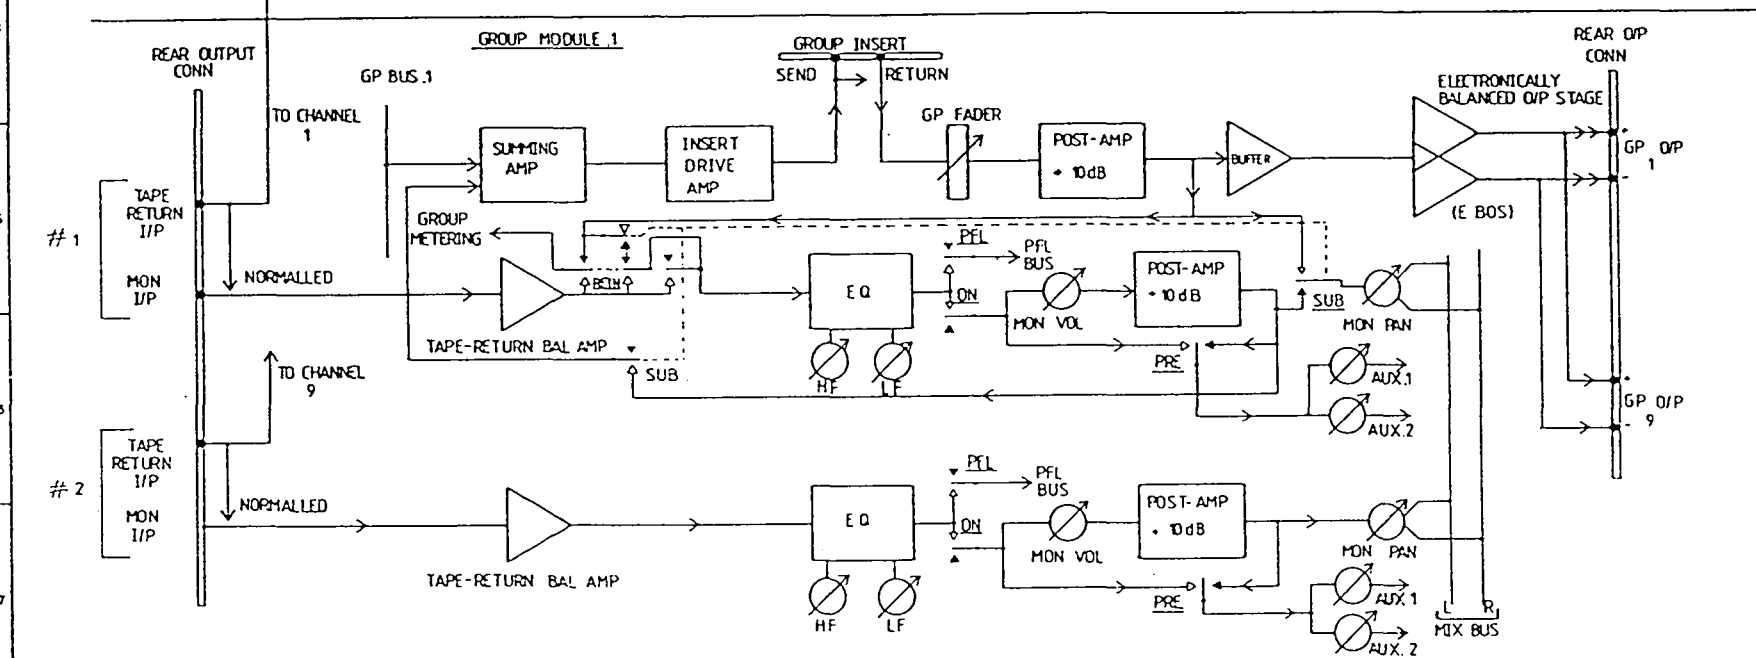 GROUP MODULE 1
GROUP INSERT
SEND
RETURN
REAR OUTPUT
CONN
GP BUS.1
TO CHANNEL
1
REAR O/P
CONN
ELECTRONICALLY
BALANCED O/P STAGE
GP FADER
SUMMING
AMP
INSERT
DRIVE
AMP
POST-AMP
+ 10dB
BUFFER
(E BOS)
+
GP O/P
1
-
#1
TAPE
RETURN
I/P
MON
I/P
NORMALLED
GROUP
METERING
TAPE-RETURN BAL AMP
SUB
EQ
HF
LF
PFL
PFL
BUS
ON
MON VOL
POST-AMP
+ 10dB
PRE
SUB
MON PAN
AUX.1
AUX.2
+
GP O/P
9
-
TO CHANNEL
9
#2
TAPE
RETURN
I/P
MON
I/P
NORMALLED
TAPE-RETURN BAL AMP
EQ
HF
LF
PFL
PFL
BUS
ON
MON VOL
POST-AMP
+ 10dB
PRE
MON PAN
AUX.1
AUX.2
L R
MIX BUS